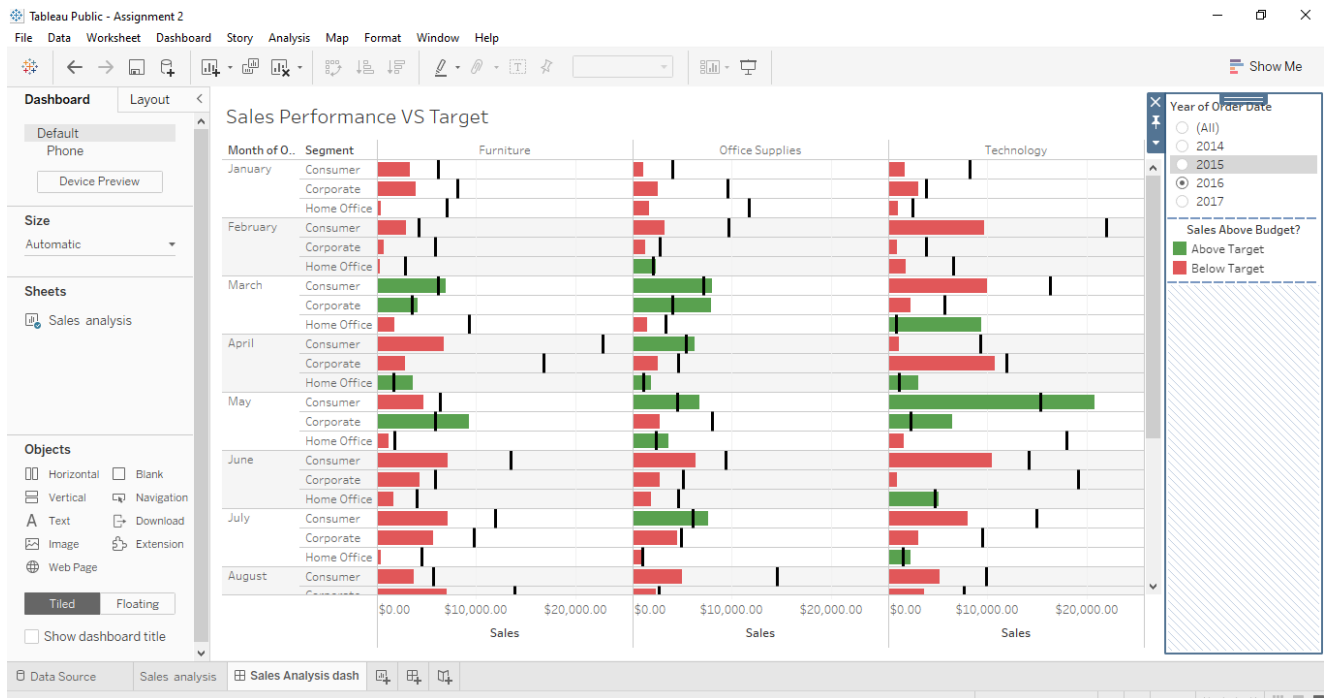 Tableau Public - Assignment 2
File Data Worksheet Dashboard Story Analysis Map Format Window Help
Show Me
Dashboard Layout
Default
Phone
Device Preview
Size
Automatic
Sheets
Sales analysis
Objects
Horizontal Blank
Vertical Navigation
A Text Download
Image Extension
Web Page
Tiled Floating
Show dashboard title
Sales Performance VS Target
Month of O.. Segment Furniture Office Supplies Technology
January Consumer
Corporate
Home Office
February Consumer
Corporate
Home Office
March Consumer
Corporate
Home Office
April Consumer
Corporate
Home Office
May Consumer
Corporate
Home Office
June Consumer
Corporate
Home Office
July Consumer
Corporate
Home Office
August Consumer
Corporate
$0.00 $10,000.00 $20,000.00 $0.00 $10,000.00 $20,000.00 $0.00 $10,000.00 $20,000.00
Sales Sales Sales
Year of Order Date
(All)
2014
2015
2016
2017
Sales Above Budget?
Above Target
Below Target
Data Source Sales analysis Sales Analysis dash